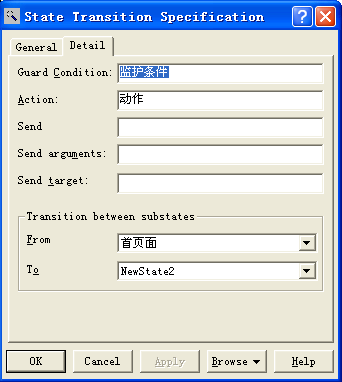 State Transition Specification
General Detail
Guard Condition: 监护条件
Action: 动作
Send
Send arguments:
Send target:
Transition between substates
From 首页面
To NewState2
OK Cancel Apply Browse Help